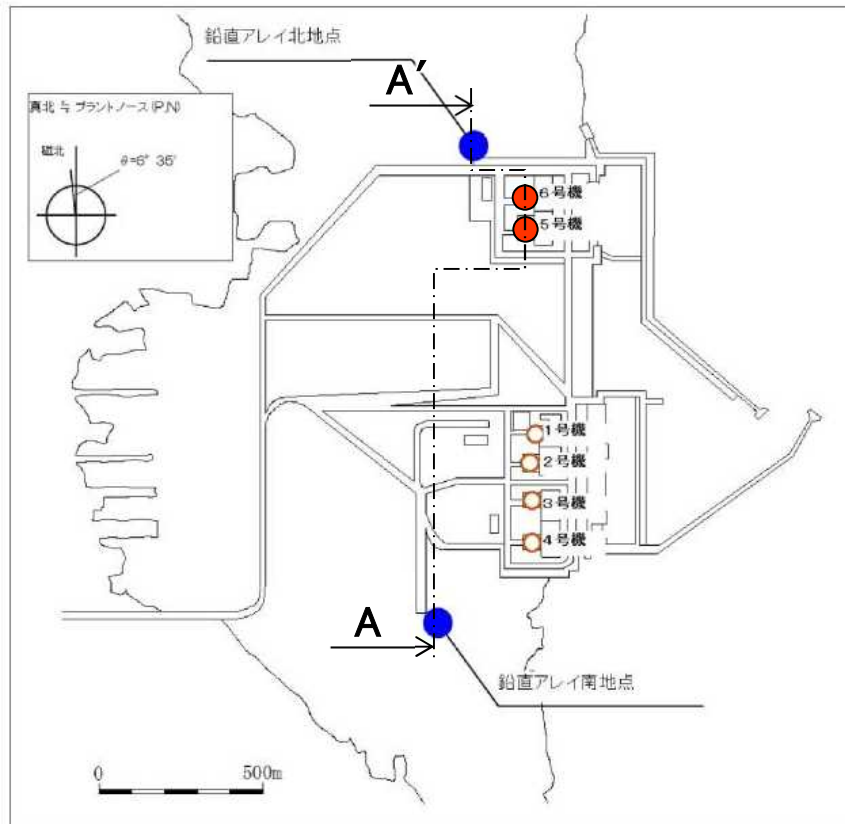 鉛直アレイ北地点
A′
真北 ≒ プラントノース(P.N)
磁北
θ=6° 35′
6号機
5号機
1号機
2号機
3号機
4号機
A
鉛直アレイ南地点
0
500m